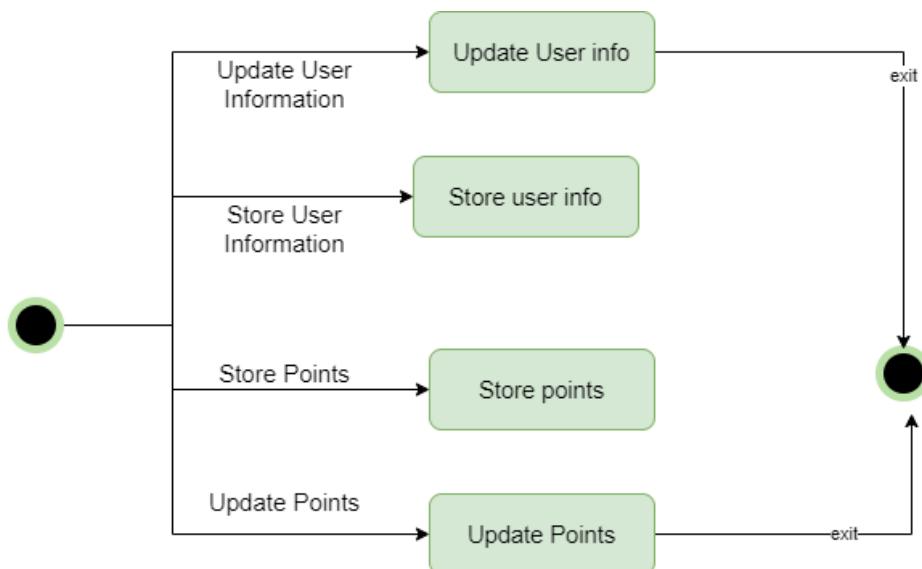 Update User info
exit
Update User
Information
Store user info
Store User
Information
Store Points
Store points
Update Points
Update Points
exit